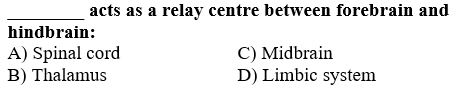 ________ acts as a relay centre between forebrain and
hindbrain:
A) Spinal cord C) Midbrain
B) Thalamus D) Limbic system